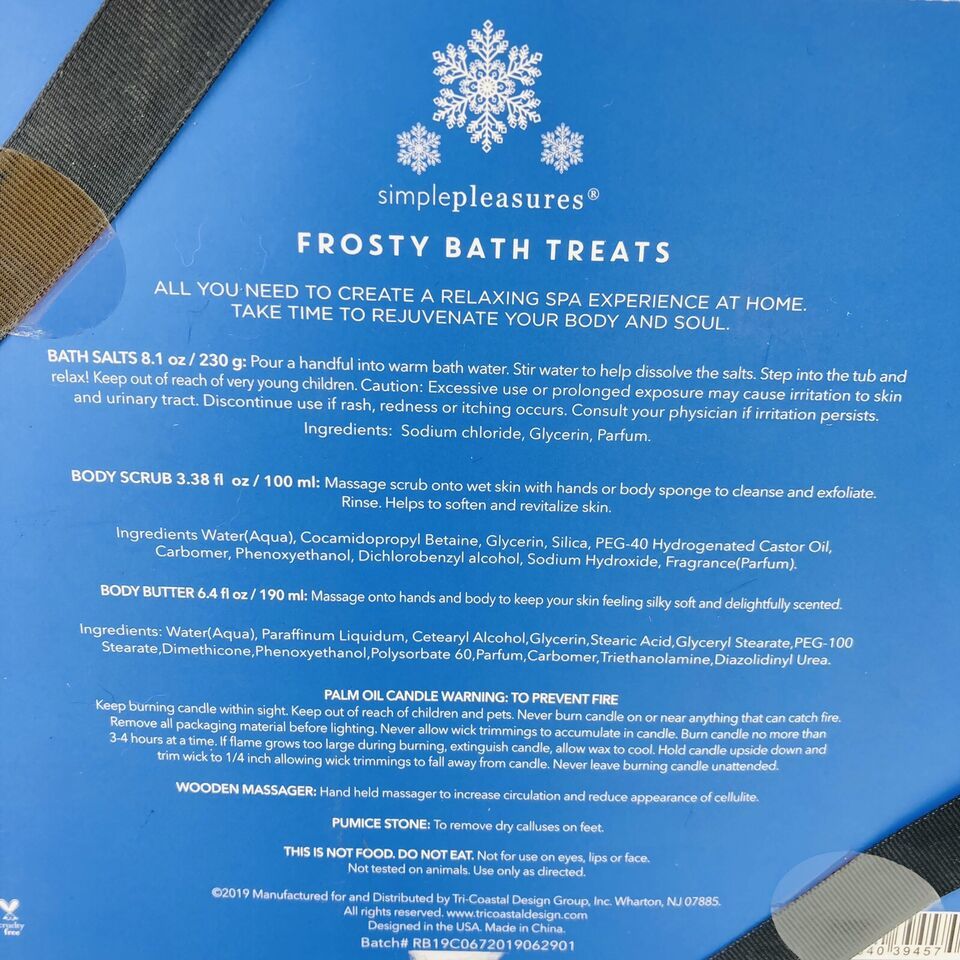 simplepleasures®
FROSTY BATH TREATS
ALL YOU NEED TO CREATE A RELAXING SPA EXPERIENCE AT HOME.
TAKE TIME TO REJUVENATE YOUR BODY AND SOUL.
BATH SALTS 8.1 oz / 230 g: Pour a handful into warm bath water. Stir water to help dissolve the salts. Step into the tub and
relax! Keep out of reach of very young children. Caution: Excessive use or prolonged exposure may cause irritation to skin
and urinary tract. Discontinue use if rash, redness or itching occurs. Consult your physician if irritation persists.
Ingredients: Sodium chloride, Glycerin, Parfum.
BODY SCRUB 3.38 fl oz / 100 ml: Massage scrub onto wet skin with hands or body sponge to cleanse and exfoliate.
Rinse. Helps to soften and revitalize skin.
Ingredients Water(Aqua), Cocamidopropyl Betaine, Glycerin, Silica, PEG-40 Hydrogenated Castor Oil,
Carbomer, Phenoxyethanol, Dichlorobenzyl alcohol, Sodium Hydroxide, Fragrance(Parfum).
BODY BUTTER 6.4 fl oz / 190 ml: Massage onto hands and body to keep your skin feeling silky soft and delightfully scented.
Ingredients: Water(Aqua), Paraffinum Liquidum, Cetearyl Alcohol,Glycerin,Stearic Acid,Glyceryl Stearate,PEG-100
Stearate,Dimethicone,Phenoxyethanol,Polysorbate 60,Parfum,Carbomer,Triethanolamine,Diazolidinyl Urea.
PALM OIL CANDLE WARNING: TO PREVENT FIRE
Keep burning candle within sight. Keep out of reach of children and pets. Never burn candle on or near anything that can catch fire.
Remove all packaging material before lighting. Never allow wick trimmings to accumulate in candle. Burn candle no more than
3-4 hours at a time. If flame grows too large during burning, extinguish candle, allow wax to cool. Hold candle upside down and
trim wick to 1/4 inch allowing wick trimmings to fall away from candle. Never leave burning candle unattended.
WOODEN MASSAGER: Hand held massager to increase circulation and reduce appearance of cellulite.
PUMICE STONE: To remove dry calluses on feet.
THIS IS NOT FOOD. DO NOT EAT. Not for use on eyes, lips or face.
Not tested on animals. Use only as directed.
©2019 Manufactured for and Distributed by Tri-Coastal Design Group, Inc. Wharton, NJ 07885.
All rights reserved. www.tricoastaldesign.com
Designed in the USA. Made in China.
Batch# RB19C0672019062901
cruelty
free
40 39457